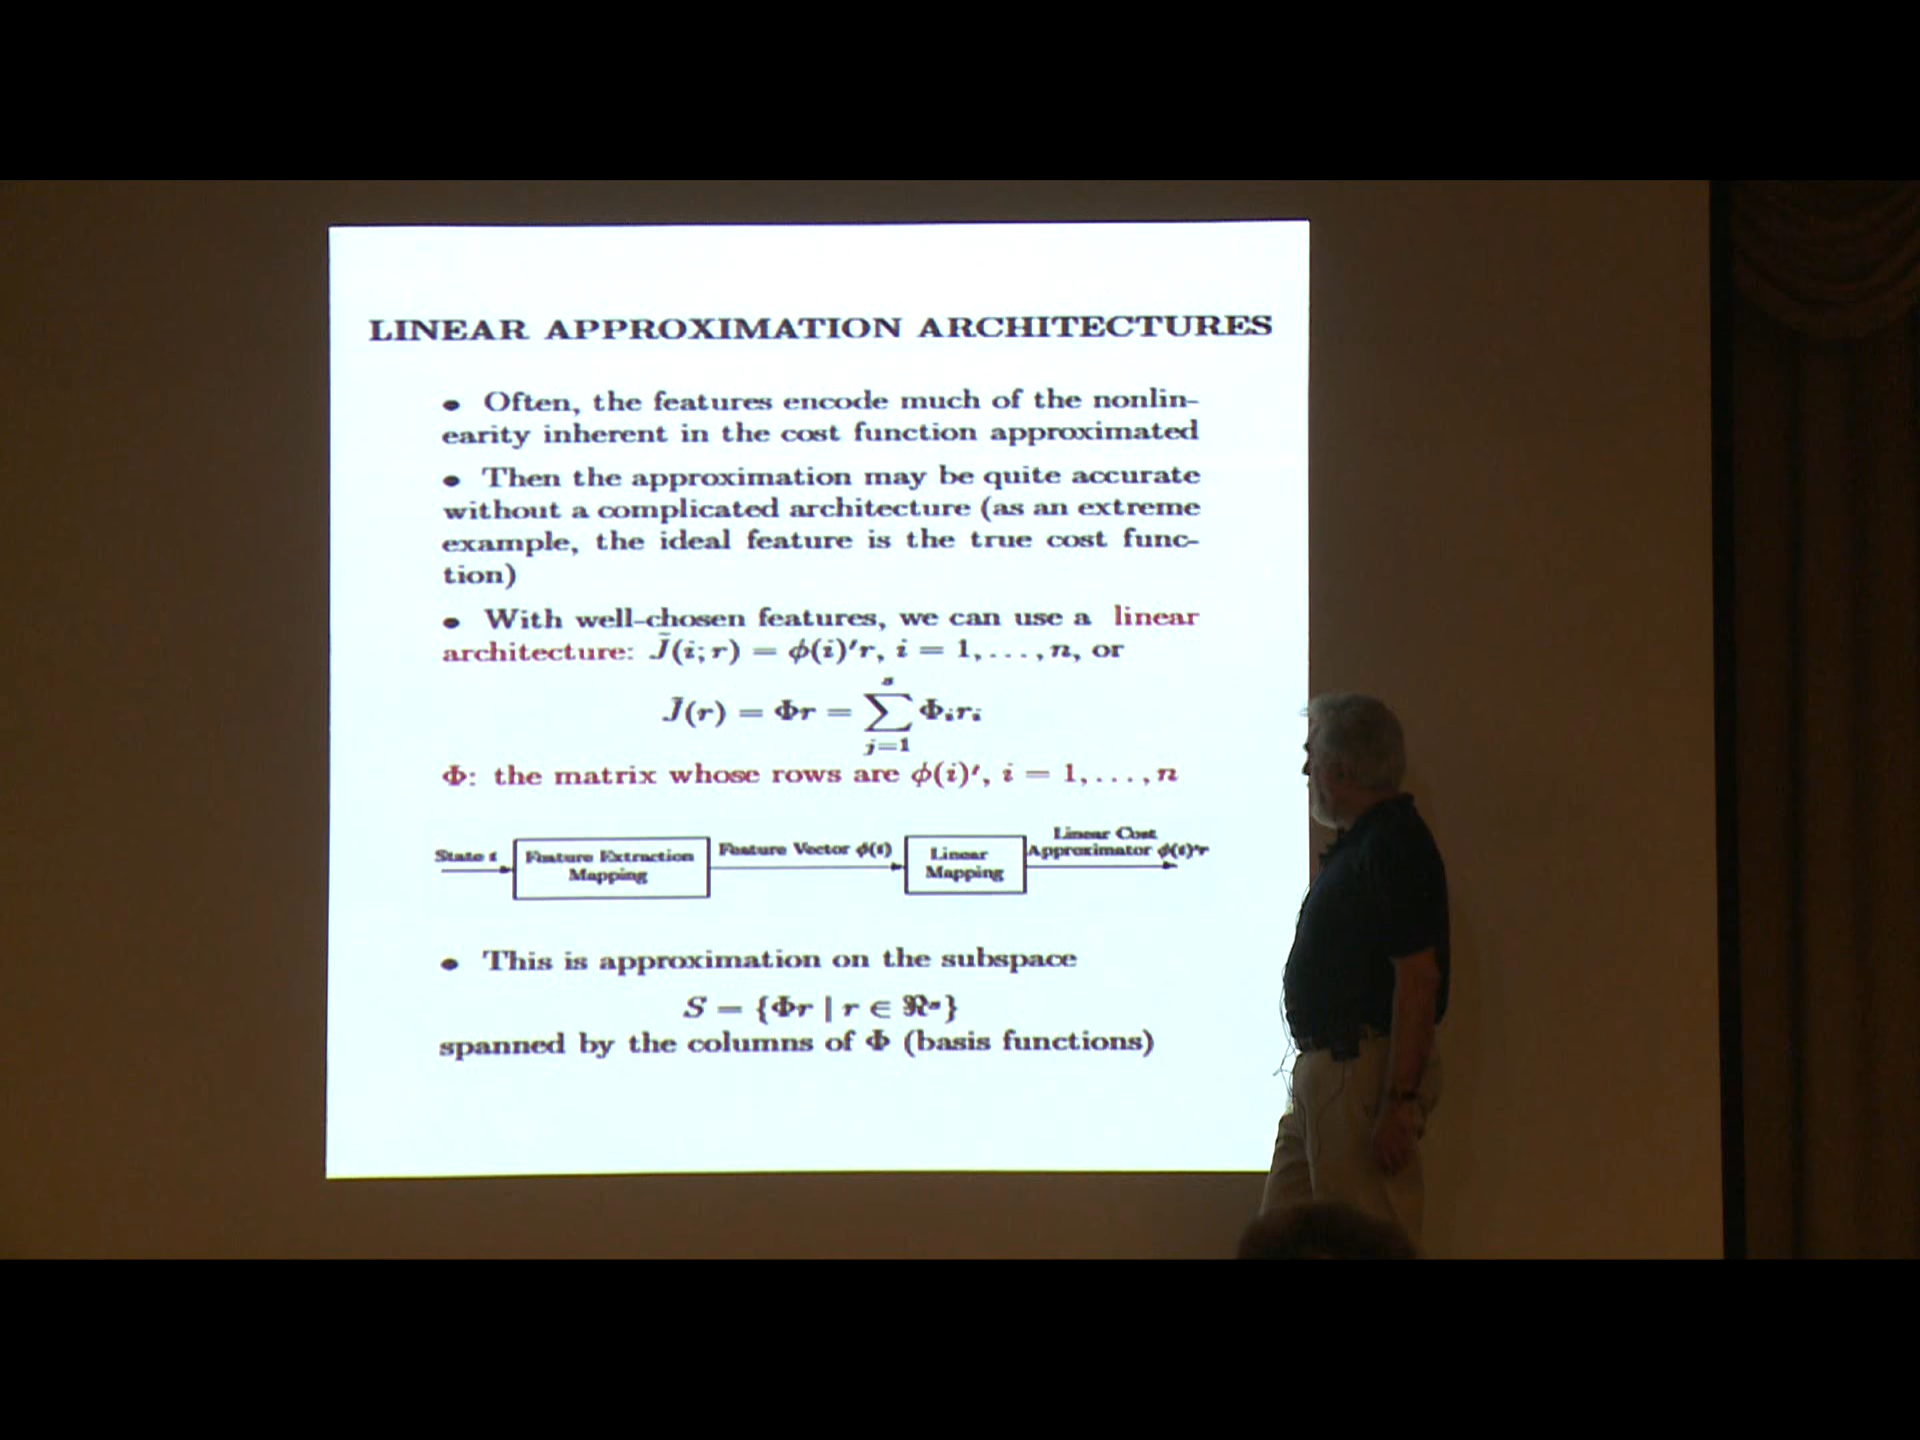 LINEAR APPROXIMATION ARCHITECTURES
• Often, the features encode much of the nonlin-
earity inherent in the cost function approximated
• Then the approximation may be quite accurate
without a complicated architecture (as an extreme
example, the ideal feature is the true cost func-
tion)
• With well-chosen features, we can use a linear
architecture: J̃(i; r) = ϕ(i)′r, i = 1, . . . , n, or
J̃(r) = Φr = ∑_{j=1}^{s} Φ_j r_j
Φ: the matrix whose rows are ϕ(i)′, i = 1, . . . , n
State i
Feature Extraction
Mapping
Feature Vector ϕ(i)
Linear
Mapping
Linear Cost
Approximator ϕ(i)′r
• This is approximation on the subspace
S = {Φr | r ∈ ℜ^s}
spanned by the columns of Φ (basis functions)